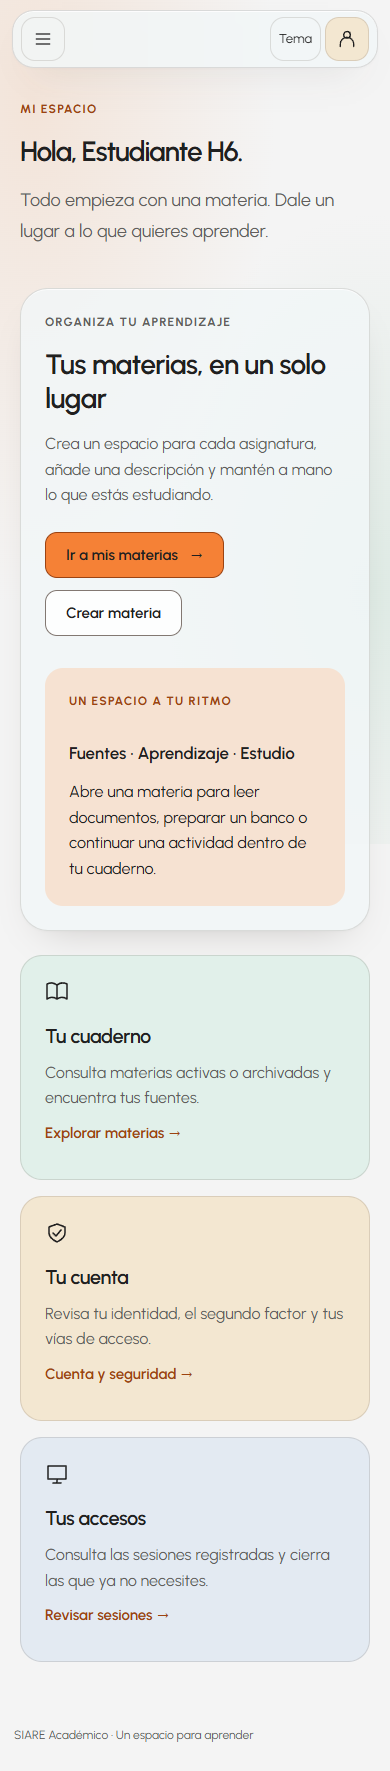 Tema
MI ESPACIO
Hola, Estudiante H6.
Todo empieza con una materia. Dale un
lugar a lo que quieres aprender.
ORGANIZA TU APRENDIZAJE
Tus materias, en un solo
lugar
Crea un espacio para cada asignatura,
añade una descripción y mantén a mano
lo que estás estudiando.
Ir a mis materias →
Crear materia
UN ESPACIO A TU RITMO
Fuentes · Aprendizaje · Estudio
Abre una materia para leer
documentos, preparar un banco o
continuar una actividad dentro de
tu cuaderno.
Tu cuaderno
Consulta materias activas o archivadas y
encuentra tus fuentes.
Explorar materias →
Tu cuenta
Revisa tu identidad, el segundo factor y tus
vías de acceso.
Cuenta y seguridad →
Tus accesos
Consulta las sesiones registradas y cierra
las que ya no necesites.
Revisar sesiones →
SIARE Académico · Un espacio para aprender